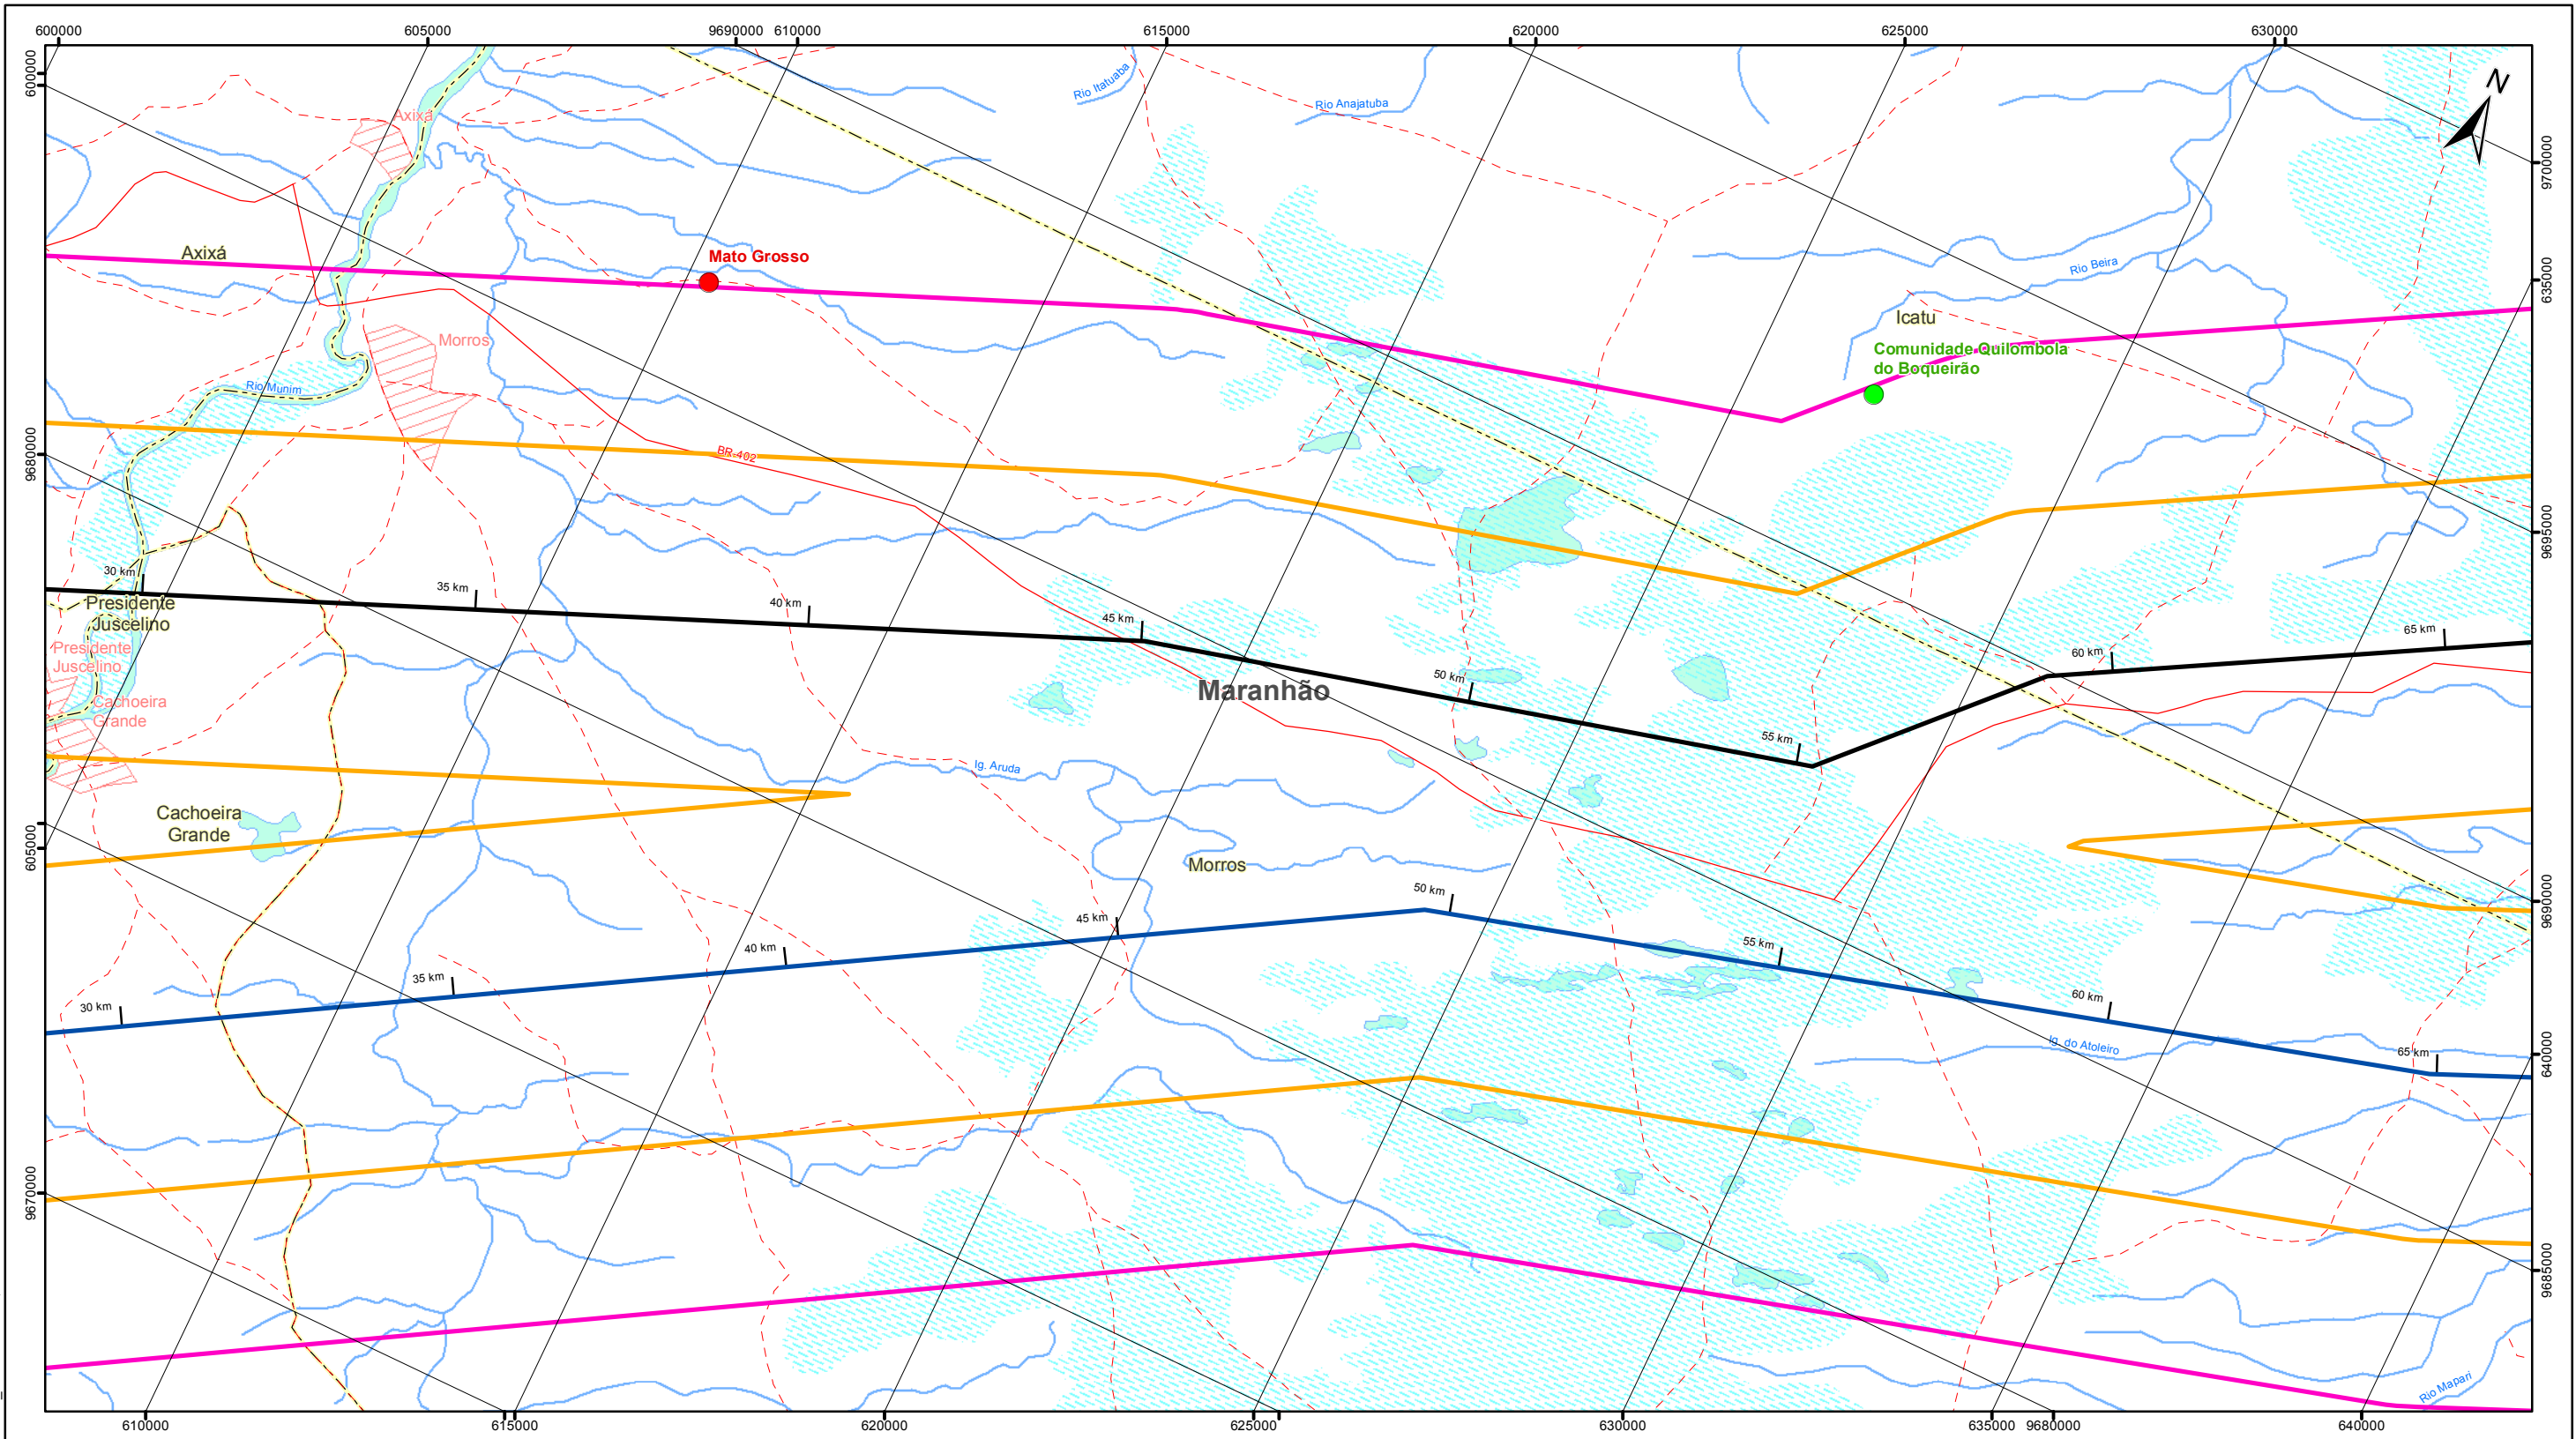 600000
605000
9690000
610000
615000
620000
625000
630000
600000
9700000
N
Axixá
Rio Itatuaba
Rio Anajatuba
Axixá
Mato Grosso
Rio Beira
635000
Morros
Icatu
Comunidade Quilombola
do Boqueirão
Rio Munim
9680000
BR-402
9695000
30 km
35 km
40 km
45 km
50 km
55 km
60 km
65 km
Presidente
Juscelino
Presidente
Juscelino
Cachoeira
Grande
Maranhão
Ig. Aruda
Cachoeira
Grande
605000
Morros
9690000
30 km
35 km
40 km
45 km
50 km
55 km
60 km
65 km
Ig. do Atoleiro
640000
9670000
9685000
Rio Mapari
610000
615000
620000
625000
630000
635000
9680000
640000